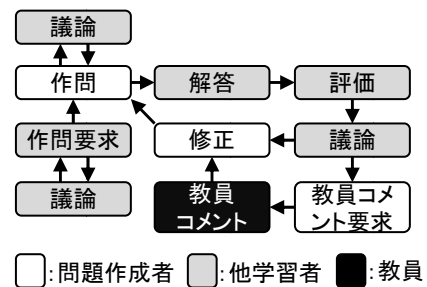 議論
作問
解答
評価
作問要求
修正
議論
議論
教員
コメント
教員コメ
ント要求
:問題作成者
:他学習者
:教員